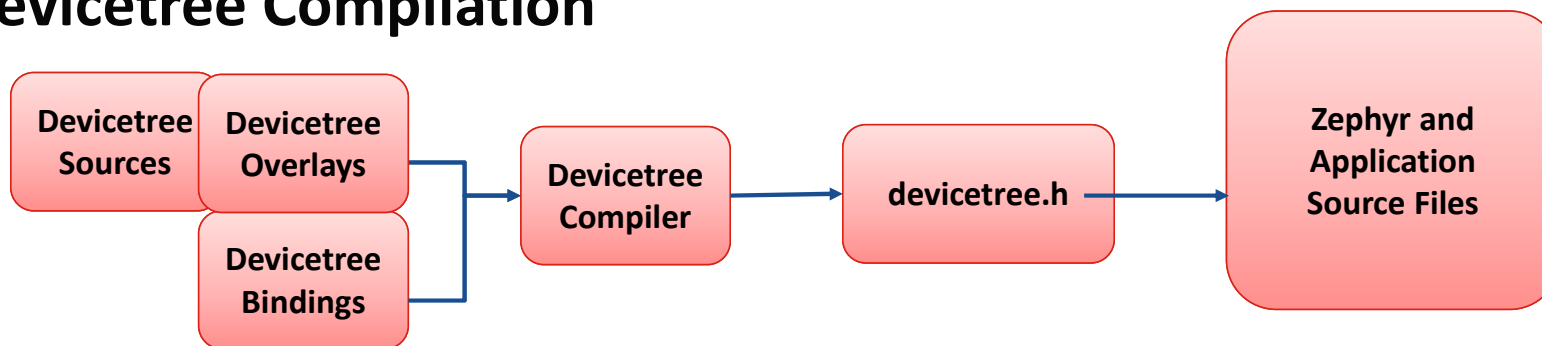 evicetree Compilation
Devicetree
Sources
Devicetree
Overlays
Devicetree
Bindings
Devicetree
Compiler
devicetree.h
Zephyr and
Application
Source Files